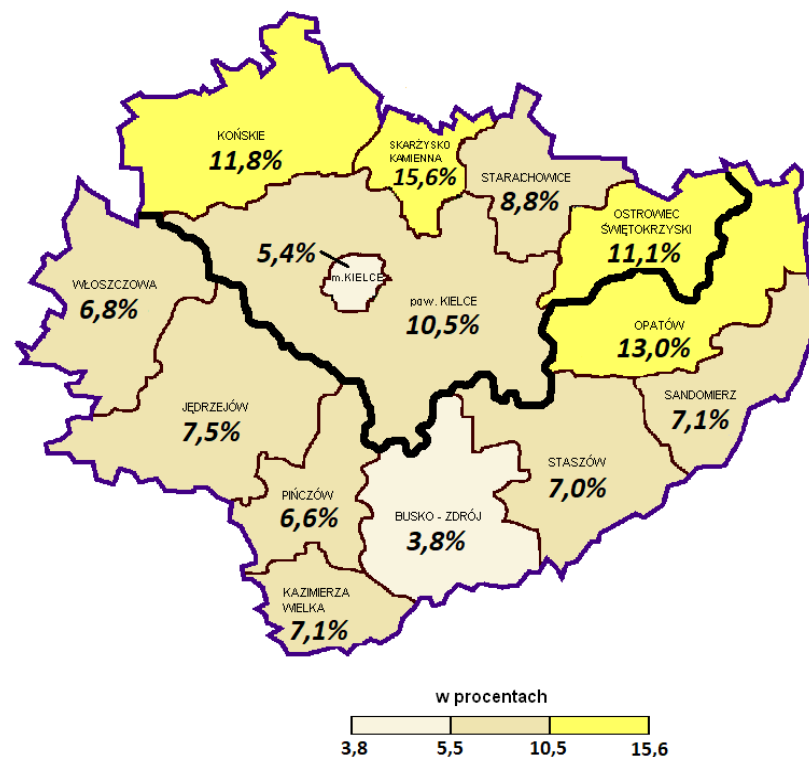 KOŃSKIE
11,8%
SKARŻYSKO
KAMIENNA
15,6%
STARACHOWICE
8,8%
OSTROWIEC
ŚWIĘTOKRZYSKI
11,1%
5,4%
m.KIELCE
WŁOSZCZOWA
6,8%
pow. KIELCE
10,5%
OPATÓW
13,0%
SANDOMIERZ
7,1%
JĘDRZEJÓW
7,5%
STASZÓW
7,0%
PIŃCZÓW
6,6%
BUSKO - ZDRÓJ
3,8%
KAZIMIERZA
WIELKA
7,1%
w procentach
3,8 5,5 10,5 15,6